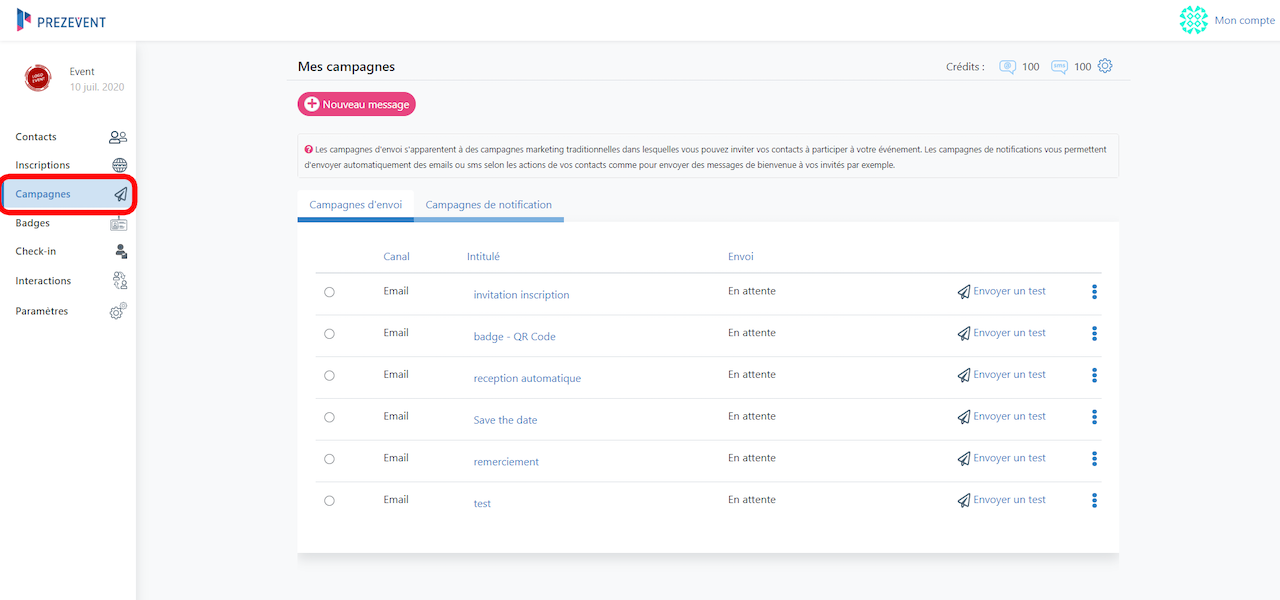 PREZEVENT
Mon compte
LOGO
EVENT
Event
10 juil. 2020
Contacts
Inscriptions
Campagnes
Badges
Check-in
Interactions
Paramètres
Mes campagnes
Crédits : @ 100 sms 100
Nouveau message
? Les campagnes d'envoi s'apparentent à des campagnes marketing traditionnelles dans lesquelles vous pouvez inviter vos contacts à participer à votre événement. Les campagnes de notifications vous permettent
d'envoyer automatiquement des emails ou sms selon les actions de vos contacts comme pour envoyer des messages de bienvenue à vos invités par exemple.
Campagnes d'envoi Campagnes de notification
Canal Intitulé Envoi
Email invitation inscription En attente Envoyer un test
Email badge - QR Code En attente Envoyer un test
Email reception automatique En attente Envoyer un test
Email Save the date En attente Envoyer un test
Email remerciement En attente Envoyer un test
Email test En attente Envoyer un test